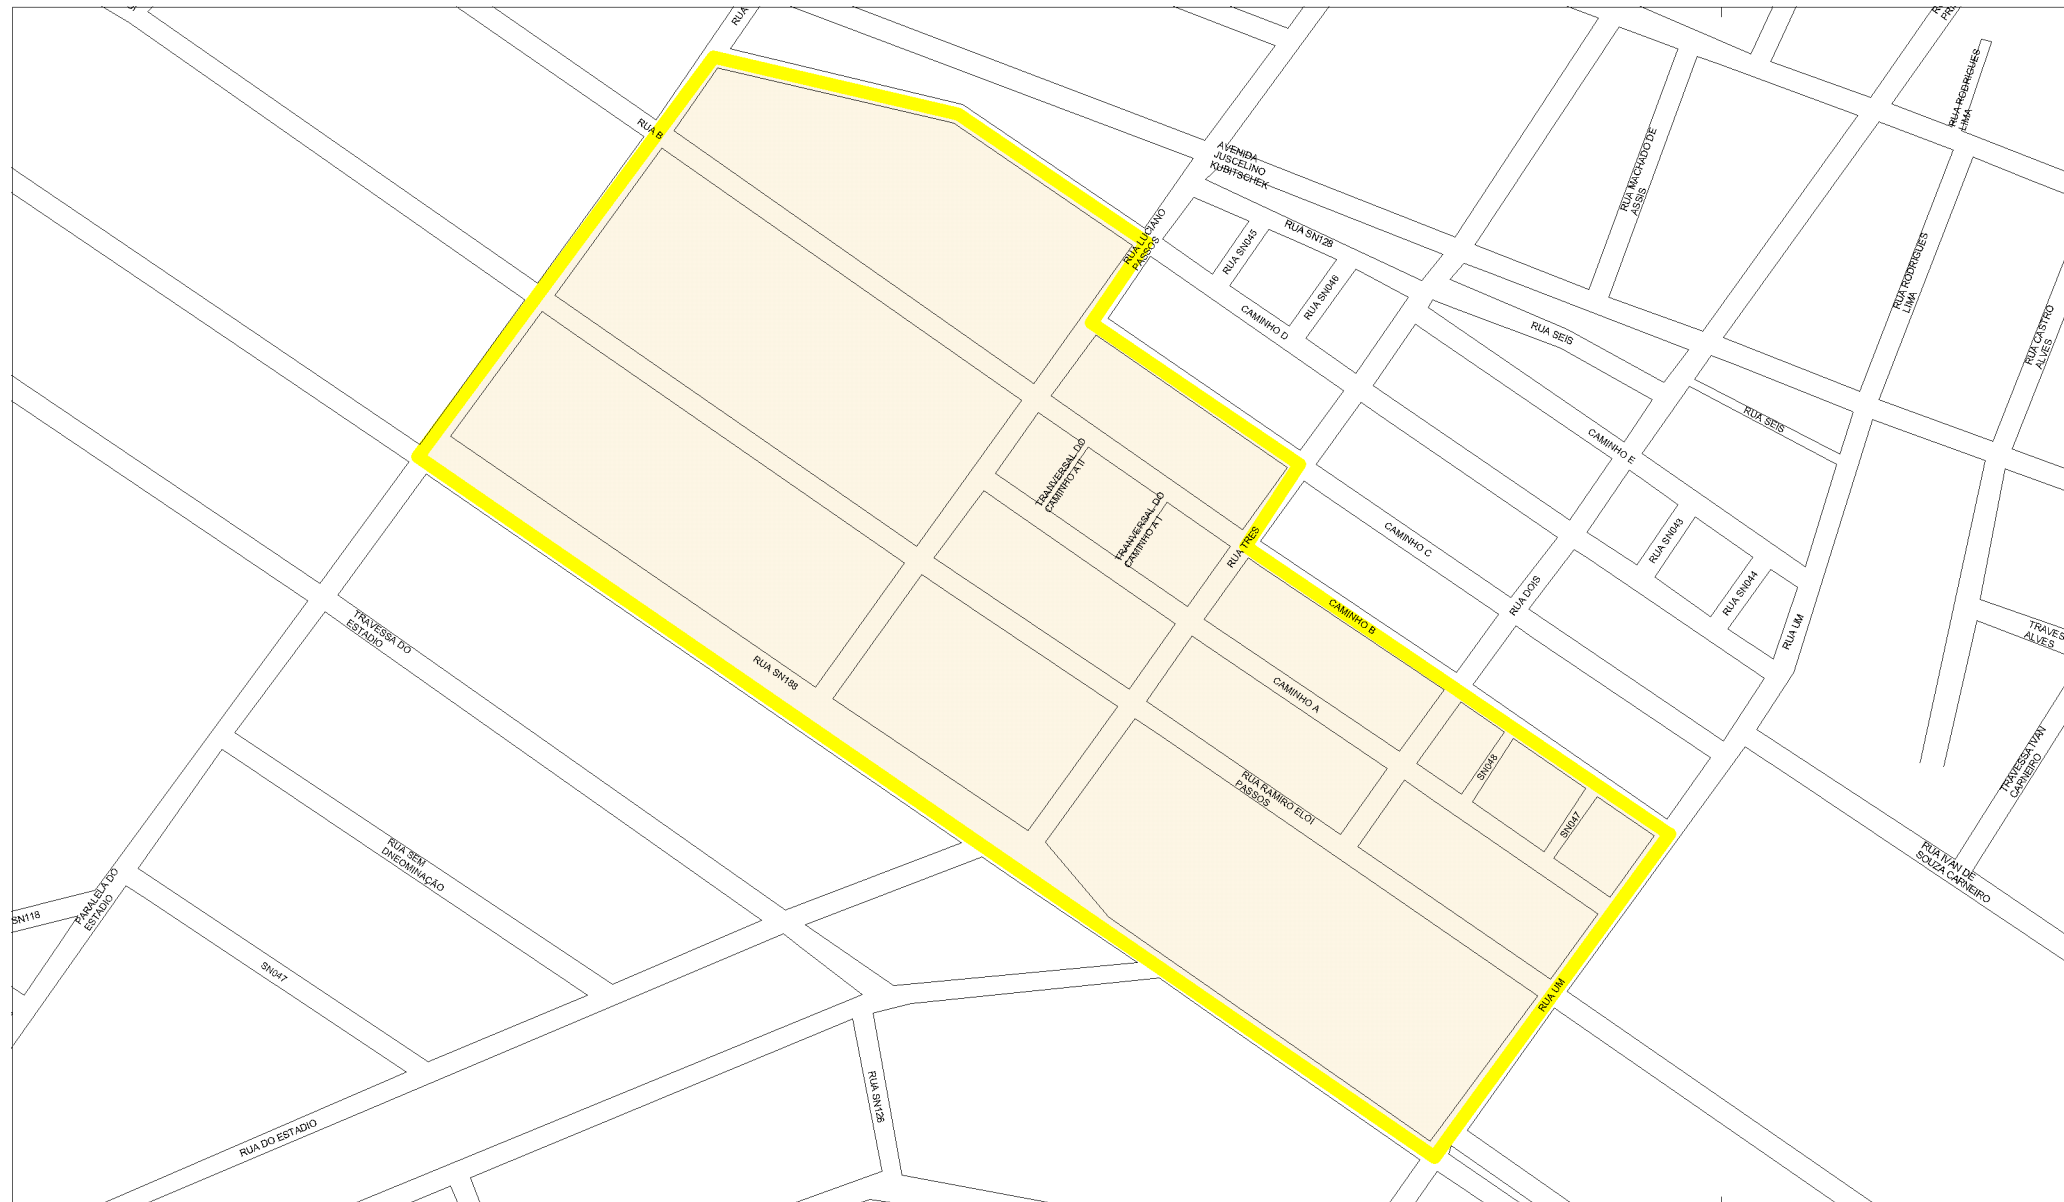 RUA
RUA B
AVENIDA
JUSCELINO
KUBITSCHEK
RUA LUCIANO
PASSOS
RUA SN045
RUA SN128
RUA SN046
CAMINHO D
RUA MACHADO DE
ASSIS
RUA RODRIGUES
LIMA
RUA RODRIGUES
LIMA
RUA CASTRO
ALVES
RUA SEIS
RUA SEIS
CAMINHO E
TRANVERSAL DO
CAMINHO A II
TRANVERSAL DO
CAMINHO A I
RUA TRES
CAMINHO C
RUA DOIS
RUA SN043
RUA SN044
RUA UM
CAMINHO B
TRAVES
ALVES
TRAVESSA DO
ESTADIO
RUA SN188
CAMINHO A
RUA RAMIRO ELOI
PASSOS
SN048
SN047
TRAVESSA IVAN
CARNEIRO
RUA IVAN DE
SOUZA CARNEIRO
RUA SEM
DNEOMINAÇÃO
PARALELA DO
ESTADIO
SN118
SN047
RUA UM
RUA SN126
RUA DO ESTADIO